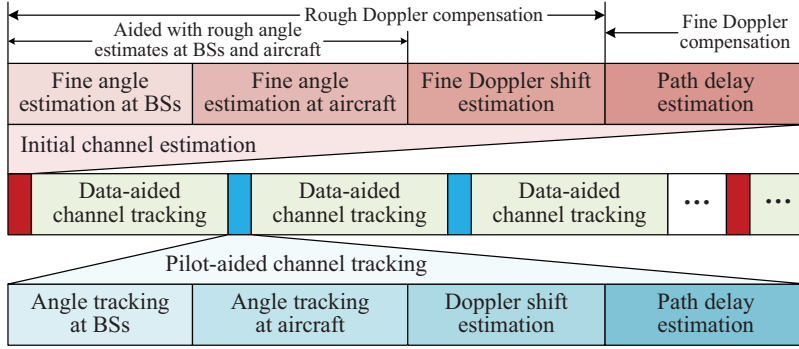 Rough Doppler compensation
Aided with rough angle
estimates at BSs and aircraft
Fine Doppler
compensation
Fine angle
estimation at BSs
Fine angle
estimation at aircraft
Fine Doppler shift
estimation
Path delay
estimation
Initial channel estimation
Data-aided
channel tracking
Data-aided
channel tracking
Data-aided
channel tracking
...
...
Pilot-aided channel tracking
Angle tracking
at BSs
Angle tracking
at aircraft
Doppler shift
estimation
Path delay
estimation